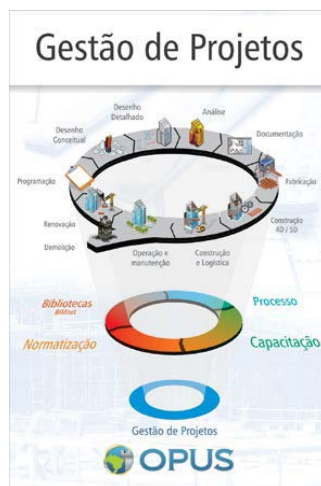 Gestão de Projetos
Desenho
Detalhado
Análise
Desenho
Conceitual
Documentação
Programação
Fabricação
Renovação
Construção
4D / 5D
Demolição
Operação e
manutenção
Construção
e Logística
Bibliotecas
Processo
Normatização
Capacitação
Gestão de Projetos
OPUS